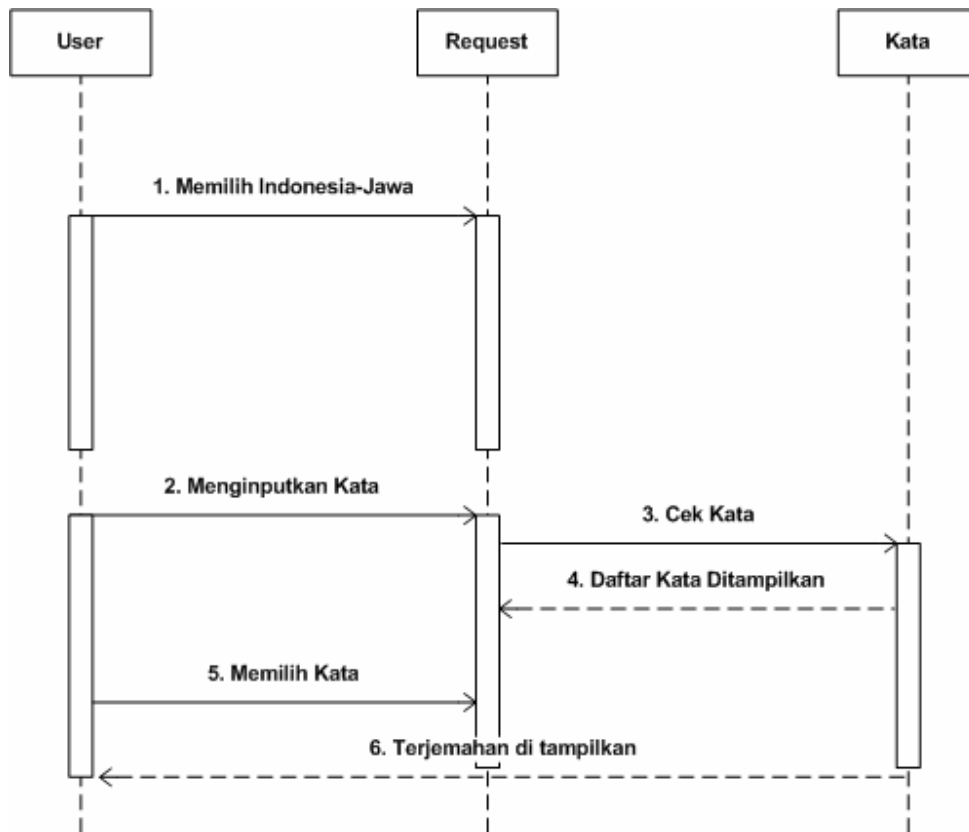 User
Request
Kata
1. Memilih Indonesia-Jawa
2. Menginputkan Kata
3. Cek Kata
4. Daftar Kata Ditampilkan
5. Memilih Kata
6. Terjemahan di tampilkan